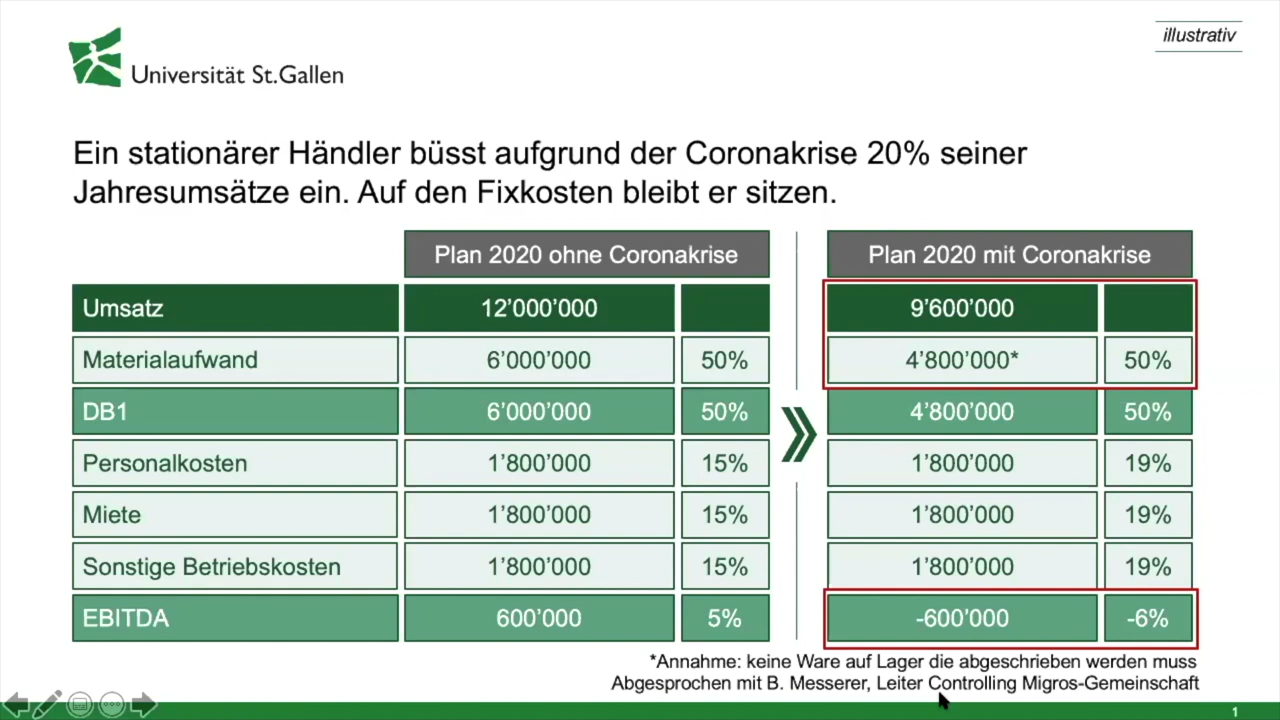 illustrativ
Universität St.Gallen
Ein stationärer Händler büsst aufgrund der Coronakrise 20% seiner
Jahresumsätze ein. Auf den Fixkosten bleibt er sitzen.
Plan 2020 ohne Coronakrise Plan 2020 mit Coronakrise
Umsatz 12’000’000 9’600’000
Materialaufwand 6’000’000 50% 4’800’000* 50%
DB1 6’000’000 50% 4’800’000 50%
Personalkosten 1’800’000 15% 1’800’000 19%
Miete 1’800’000 15% 1’800’000 19%
Sonstige Betriebskosten 1’800’000 15% 1’800’000 19%
EBITDA 600’000 5% -600’000 -6%
*Annahme: keine Ware auf Lager die abgeschrieben werden muss
Abgesprochen mit B. Messerer, Leiter Controlling Migros-Gemeinschaft
1